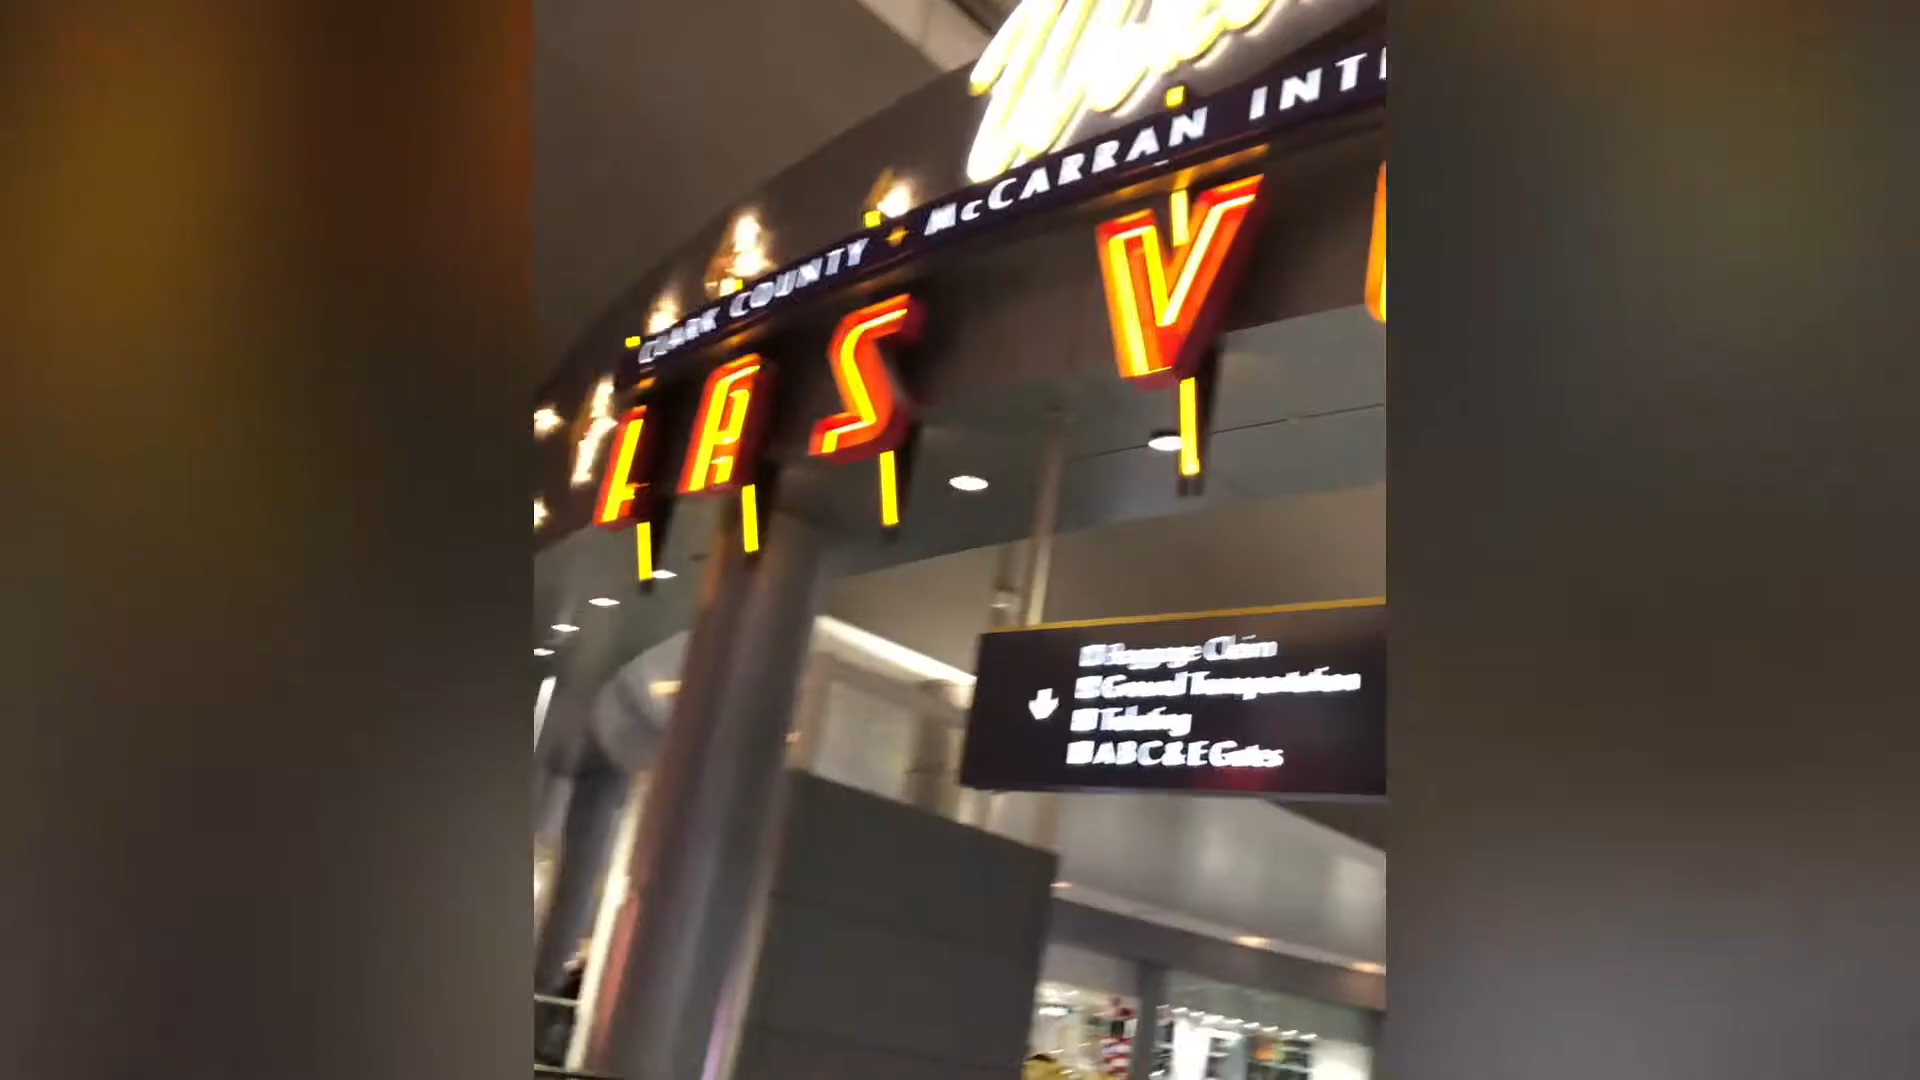 CLARK COUNTY • McCARRAN INT
LAS V
Baggage Claim
Ground Transportation
Ticketing
ABC&E Gates